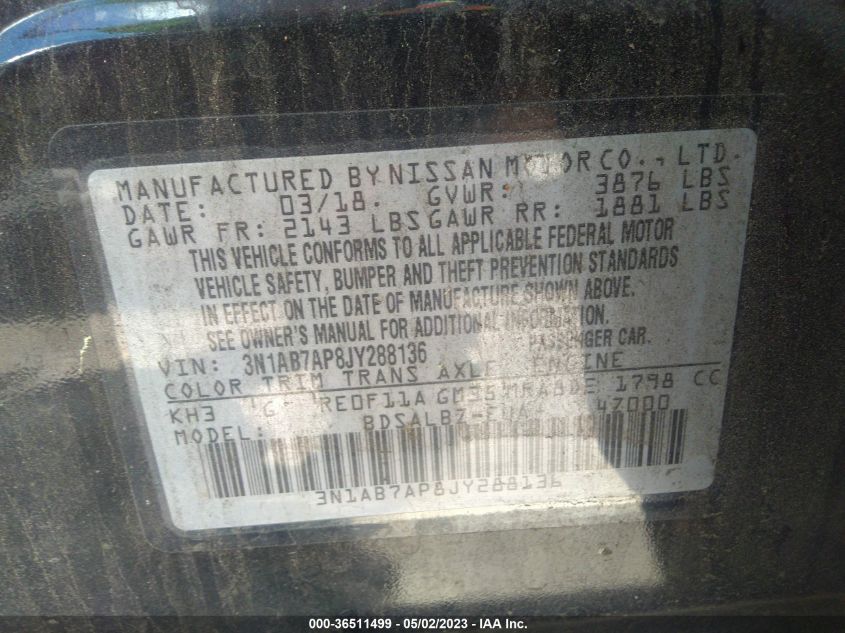 MANUFACTURED BY NISSAN MOTOR CO., LTD.
DATE: 03/18 GVWR: 3876 LBS
GAWR FR: 2143 LBS GAWR RR: 1881 LBS
THIS VEHICLE CONFORMS TO ALL APPLICABLE FEDERAL MOTOR
VEHICLE SAFETY, BUMPER AND THEFT PREVENTION STANDARDS
IN EFFECT ON THE DATE OF MANUFACTURE SHOWN ABOVE.
SEE OWNER'S MANUAL FOR ADDITIONAL INFORMATION.
VIN: 3N1AB7AP8JY288136 PASSENGER CAR.
COLOR TRIM TRANS AXLE ENGINE
KH3 G RE0F11A MRA8DE 1798 CC
MODEL:
3N1AB7AP8JY288136
000-36511499 - 05/02/2023 - IAA Inc.